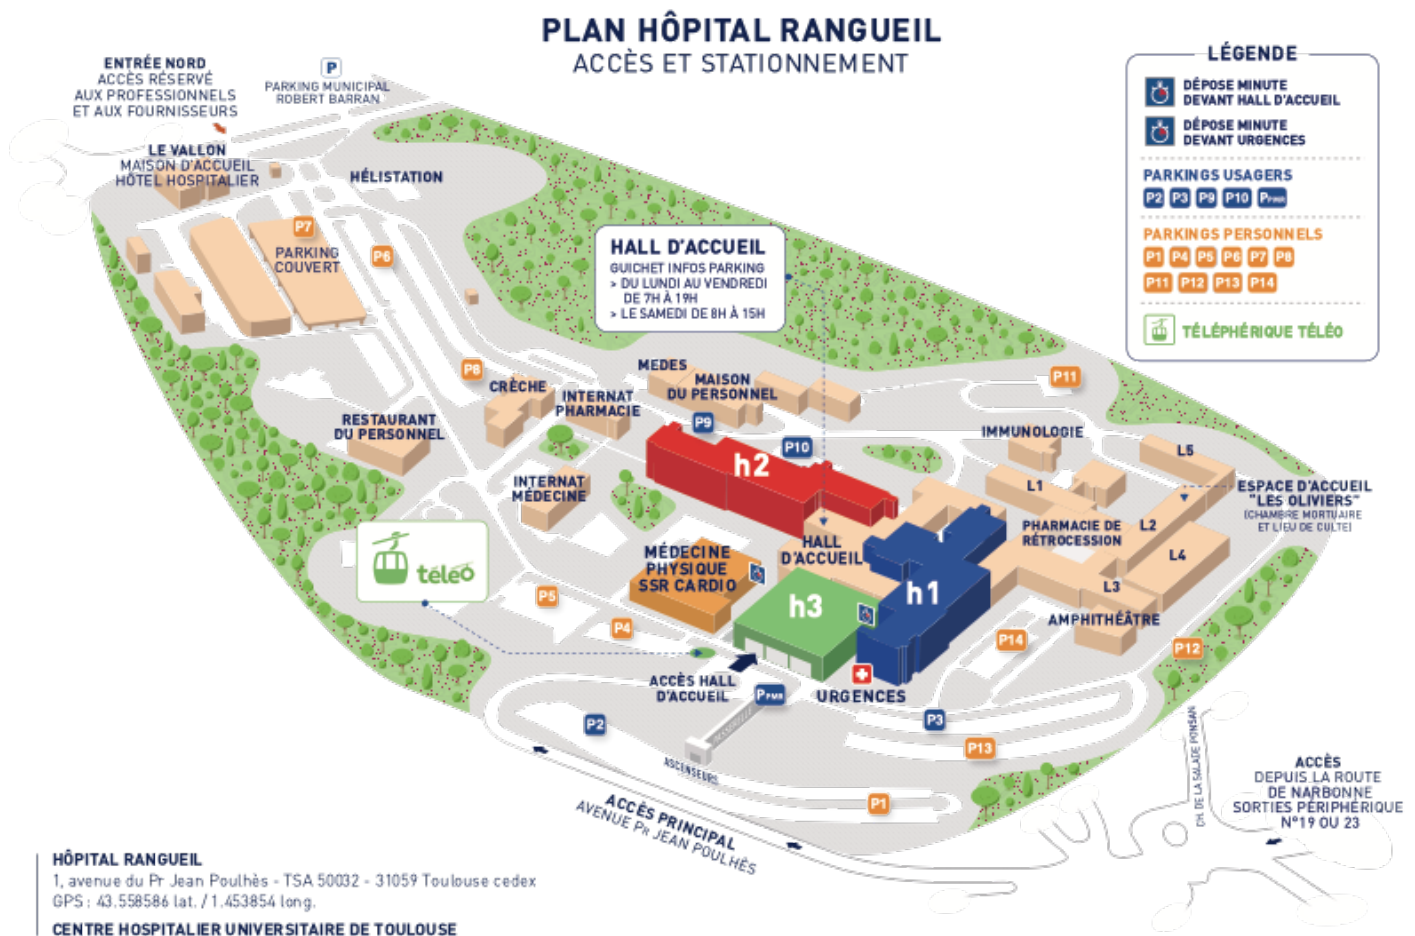 PLAN HÔPITAL RANGUEIL
ACCÈS ET STATIONNEMENT
ENTRÉE NORD
ACCÈS RÉSERVÉ
AUX PROFESSIONNELS
ET AUX FOURNISSEURS
P
PARKING MUNICIPAL
ROBERT BARRAN
LE VALLON
MAISON D'ACCUEIL
HÔTEL HOSPITALIER
HÉLISTATION
P7
PARKING
COUVERT
P6
HALL D'ACCUEIL
GUICHET INFOS PARKING
> DU LUNDI AU VENDREDI
DE 7H À 19H
> LE SAMEDI DE 8H À 15H
LÉGENDE
DÉPOSE MINUTE
DEVANT HALL D'ACCUEIL
DÉPOSE MINUTE
DEVANT URGENCES
PARKINGS USAGERS
P2 P3 P9 P10 PPMR
PARKINGS PERSONNELS
P1 P4 P5 P6 P7 P8
P11 P12 P13 P14
TÉLÉPHÉRIQUE TÉLÉO
P8
CRÈCHE
INTERNAT
PHARMACIE
MEDES
MAISON
DU PERSONNEL
P11
RESTAURANT
DU PERSONNEL
P9
P10
h2
IMMUNOLOGIE
L5
INTERNAT
MÉDECINE
L1
ESPACE D'ACCUEIL
"LES OLIVIERS"
(CHAMBRE MORTUAIRE
ET LIEU DE CULTE)
PHARMACIE DE
RÉTROCESSION
L2
L4
L3
AMPHITHÉÂTRE
téléo
MÉDECINE
PHYSIQUE
SSR CARDIO
HALL
D'ACCUEIL
h3
h1
P5
P4
P14
P12
ACCÈS HALL
D'ACCUEIL
PPMR
URGENCES
P2
P3
P13
PASSERELLE
ASCENSEURS
P1
ACCÈS PRINCIPAL
AVENUE PR JEAN POULHÈS
CH. DE LA SALADE PONSAN
ACCÈS
DEPUIS LA ROUTE
DE NARBONNE
SORTIES PÉRIPHÉRIQUE
N°19 OU 23
HÔPITAL RANGUEIL
1, avenue du Pr Jean Poulhès - TSA 50032 - 31059 Toulouse cedex
GPS : 43.558586 lat. / 1.453854 long.
CENTRE HOSPITALIER UNIVERSITAIRE DE TOULOUSE